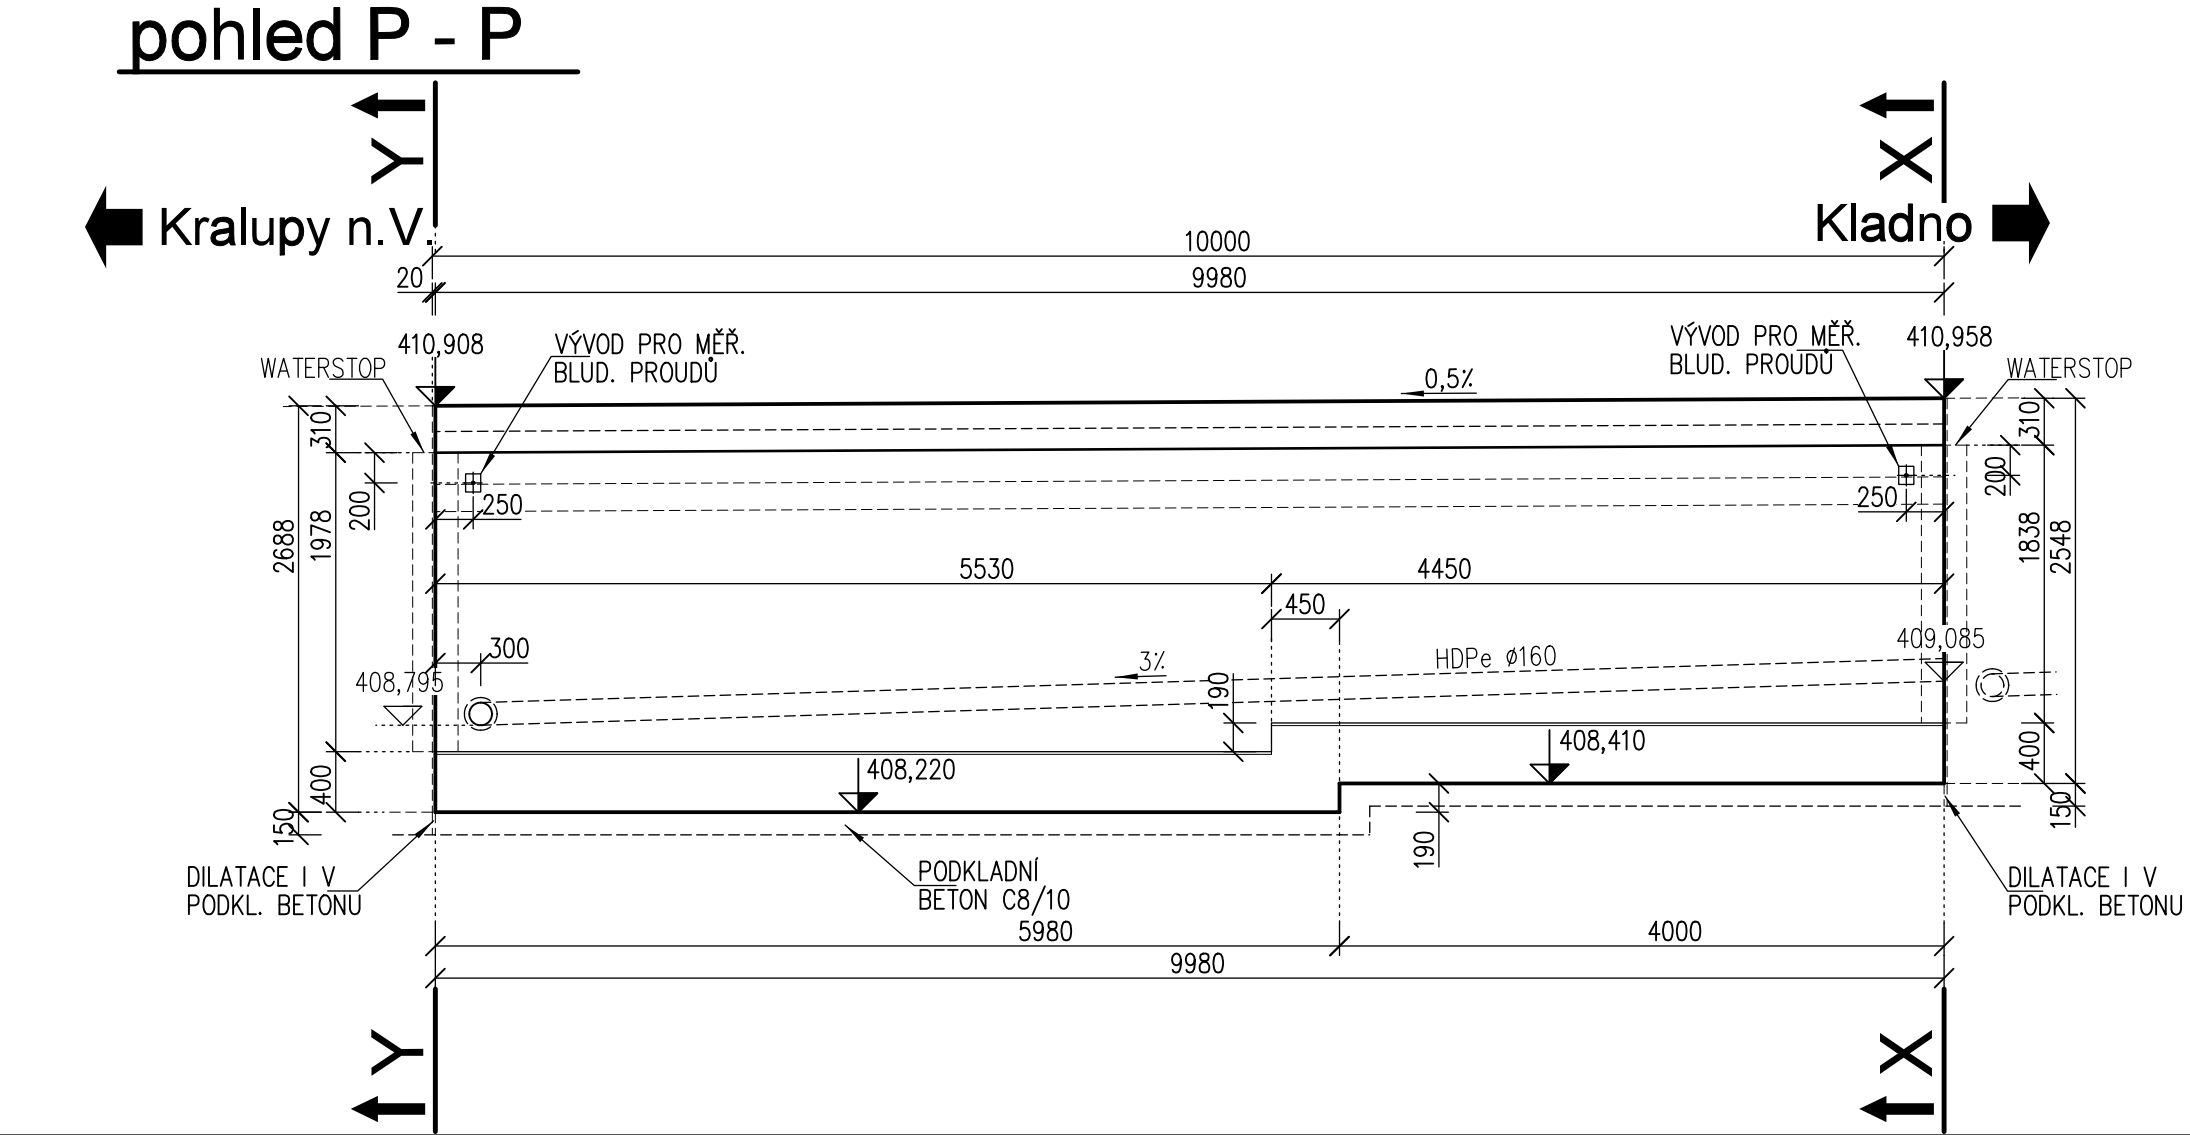 pohled P - P
Y
X
Kralupy n.V.
Kladno
10000
20
9980
410,908
VÝVOD PRO MĚŘ.
BLUD. PROUDŮ
VÝVOD PRO MĚŘ.
BLUD. PROUDŮ
410,958
WATERSTOP
WATERSTOP
0,5%
310
310
200
250
250
200
2688
1978
1838
2548
5530
4450
450
300
3%
HDPe Ø160
409,085
408,795
190
408,410
408,220
400
400
150
150
190
DILATACE I V
PODKL. BETONU
PODKLADNÍ
BETON C8/10
DILATACE I V
PODKL. BETONU
5980
4000
9980
Y
X